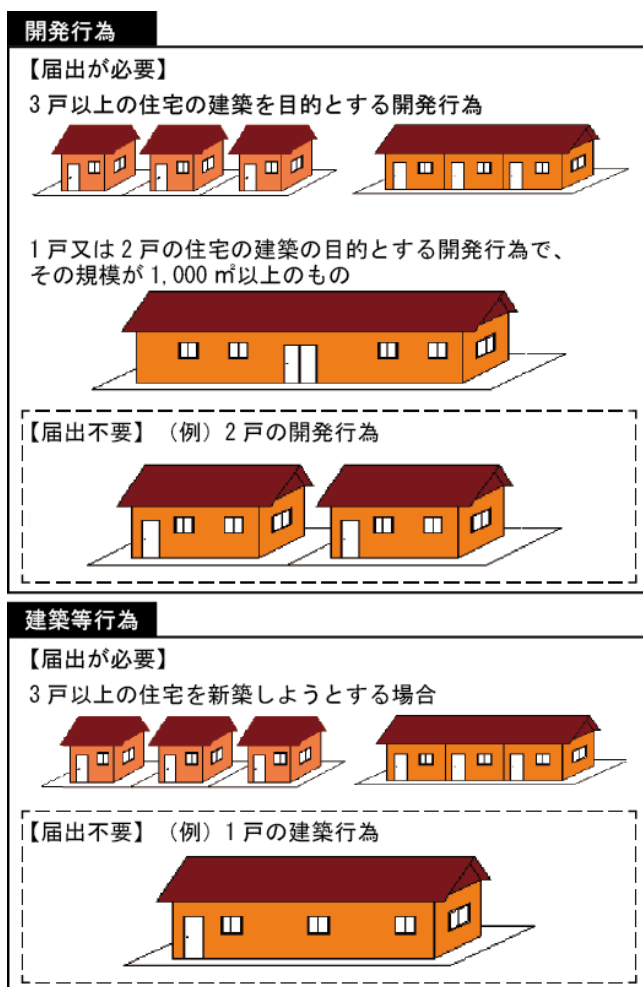 開発行為
【届出が必要】
3戸以上の住宅の建築を目的とする開発行為
1戸又は2戸の住宅の建築の目的とする開発行為で、
その規模が1,000㎡以上のもの
【届出不要】（例）2戸の開発行為
建築等行為
【届出が必要】
3戸以上の住宅を新築しようとする場合
【届出不要】（例）1戸の建築行為